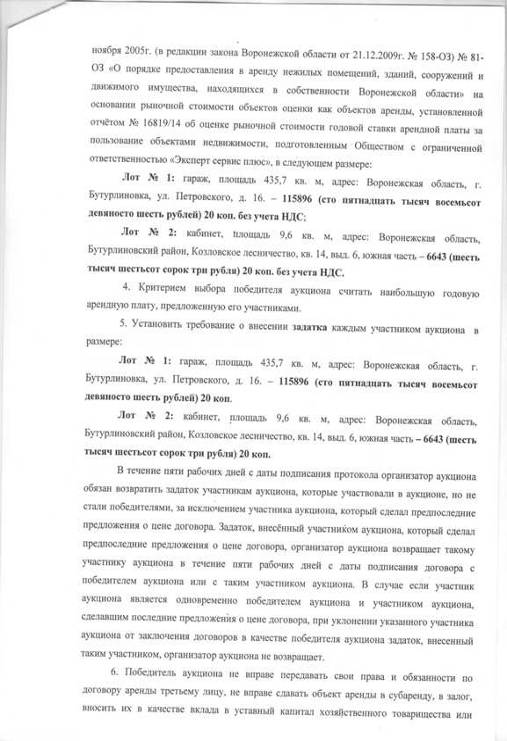 ноября 2005г. (в редакции закона Воронежской области от 21.12.2009г. № 158-ОЗ) № 81-
ОЗ «О порядке предоставления в аренду нежилых помещений, зданий, сооружений и
движимого имущества, находящихся в собственности Воронежской области» на
основании рыночной стоимости объектов оценки как объектов аренды, установленной
отчётом № 16819/14 об оценке рыночной стоимости годовой ставки арендной платы за
пользование объектами недвижимости, подготовленным Обществом с ограниченной
ответственностью «Эксперт сервис плюс», в следующем размере:
Лот № 1: гараж, площадь 435,7 кв. м, адрес: Воронежская область, г.
Бутурлиновка, ул. Петровского, д. 16. – 115896 (сто пятнадцать тысяч восемьсот
девяносто шесть рублей) 20 коп. без учета НДС;
Лот № 2: кабинет, площадь 9,6 кв. м, адрес: Воронежская область,
Бутурлиновский район, Козловское лесничество, кв. 14, выд. 6, южная часть – 6643 (шесть
тысяч шестьсот сорок три рубля) 20 коп. без учета НДС.
4. Критерием выбора победителя аукциона считать наибольшую годовую
арендную плату, предложенную его участниками.
5. Установить требование о внесении задатка каждым участником аукциона в
размере:
Лот № 1: гараж, площадь 435,7 кв. м, адрес: Воронежская область, г.
Бутурлиновка, ул. Петровского, д. 16. – 115896 (сто пятнадцать тысяч восемьсот
девяносто шесть рублей) 20 коп.
Лот № 2: кабинет, площадь 9,6 кв. м, адрес: Воронежская область,
Бутурлиновский район, Козловское лесничество, кв. 14, выд. 6, южная часть – 6643 (шесть
тысяч шестьсот сорок три рубля) 20 коп.
В течение пяти рабочих дней с даты подписания протокола организатор аукциона
обязан возвратить задаток участникам аукциона, которые участвовали в аукционе, но не
стали победителями, за исключением участника аукциона, который сделал предпоследние
предложения о цене договора. Задаток, внесённый участником аукциона, который сделал
предпоследние предложения о цене договора, организатор аукциона возвращает такому
участнику аукциона в течение пяти рабочих дней с даты подписания договора с
победителем аукциона или с таким участником аукциона. В случае если участник
аукциона является одновременно победителем аукциона и участником аукциона,
сделавшим последние предложения о цене договора, при уклонении указанного участника
аукциона от заключения договоров в качестве победителя аукциона задаток, внесенный
таким участником, организатор аукциона не возвращает.
6. Победитель аукциона не вправе передавать свои права и обязанности по
договору аренды третьему лицу, не вправе сдавать объект аренды в субаренду, в залог,
вносить их в качестве вклада в уставный капитал хозяйственного товарищества или